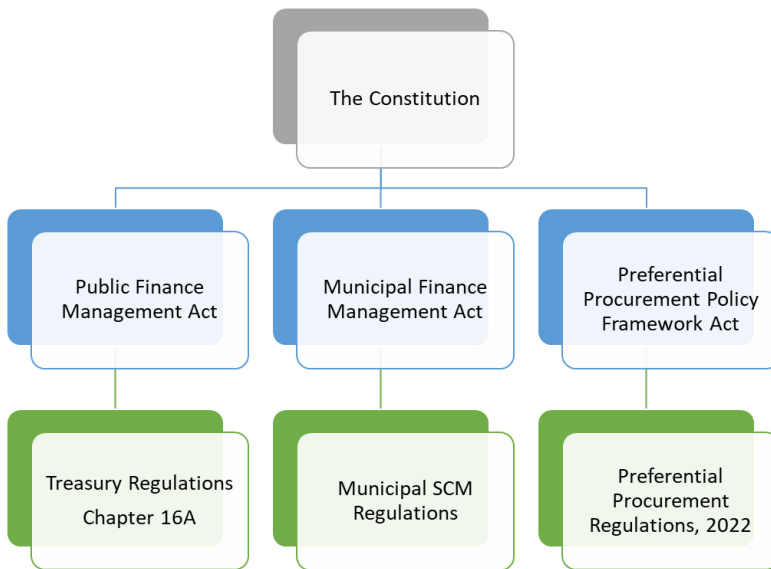 The Constitution
Public Finance
Management Act
Municipal Finance
Management Act
Preferential
Procurement Policy
Framework Act
Treasury Regulations
Chapter 16A
Municipal SCM
Regulations
Preferential
Procurement
Regulations, 2022